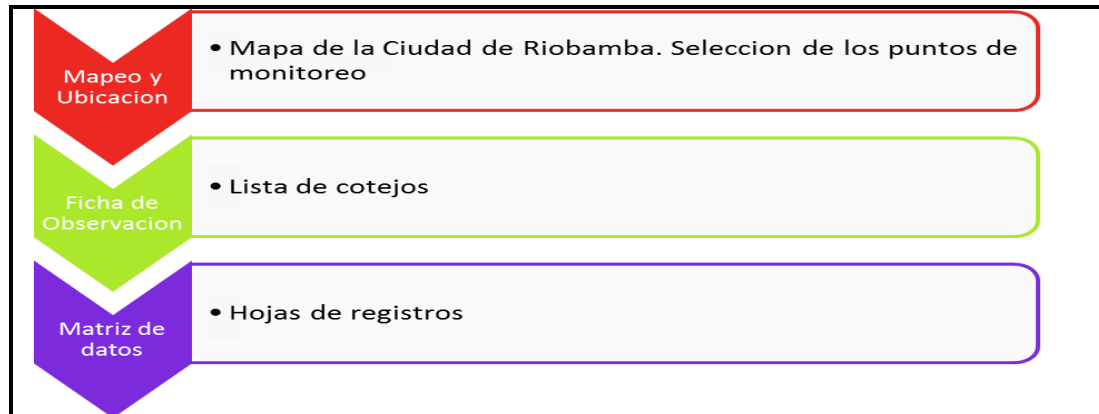 Mapeo y
Ubicacion
• Mapa de la Ciudad de Riobamba. Seleccion de los puntos de
monitoreo
Ficha de
Observacion
• Lista de cotejos
Matriz de
datos
• Hojas de registros